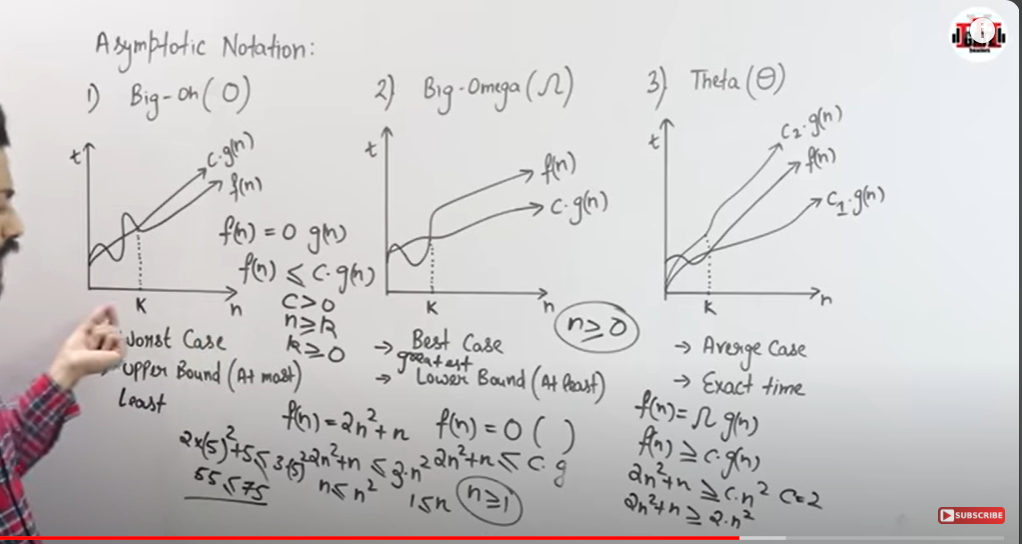 Asymptotic Notation:
1) Big-Oh (O)
t
c.g(n)
f(n)
K
n
f(n) = O g(n)
f(n) ≤ c.g(n)
C>0
n≥k
k≥0
Worst Case
Upper Bound (At most)
Least
2) Big-Omega (Ω)
t
f(n)
c.g(n)
K
n
n≥0
→ Best Case
greatest
→ Lower Bound (At least)
3) Theta (Θ)
t
C2.g(n)
f(n)
C1.g(n)
K
n
→ Averge Case
→ Exact time
f(n) = 2n²+n
f(n) = O ( )
2×(5)²+5 ≤ 3(5)²
2n²+n ≤ 3.n²
2n²+n ≤ c.g
55 ≤ 75
n ≤ n²
1≤n
n≥1
f(n) = Ω g(n)
f(n) ≥ c.g(n)
2n²+n ≥ c.n² C=2
2n²+n ≥ 2.n²
SUBSCRIBE